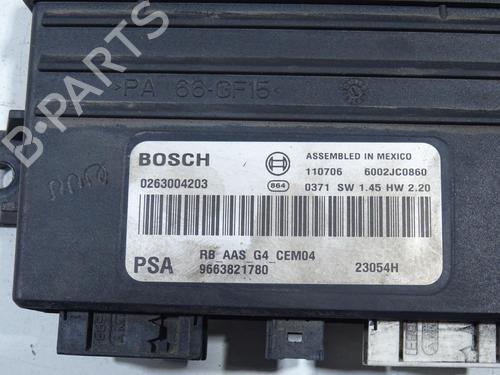 >PA 66-GF15<
BOSCH
ASSEMBLED IN MEXICO
110706 6002JC0860
0263004203
864
0371 SW 1.45 HW 2.20
PSA
RB_AAS_G4_CEM04
9663821780
23054H